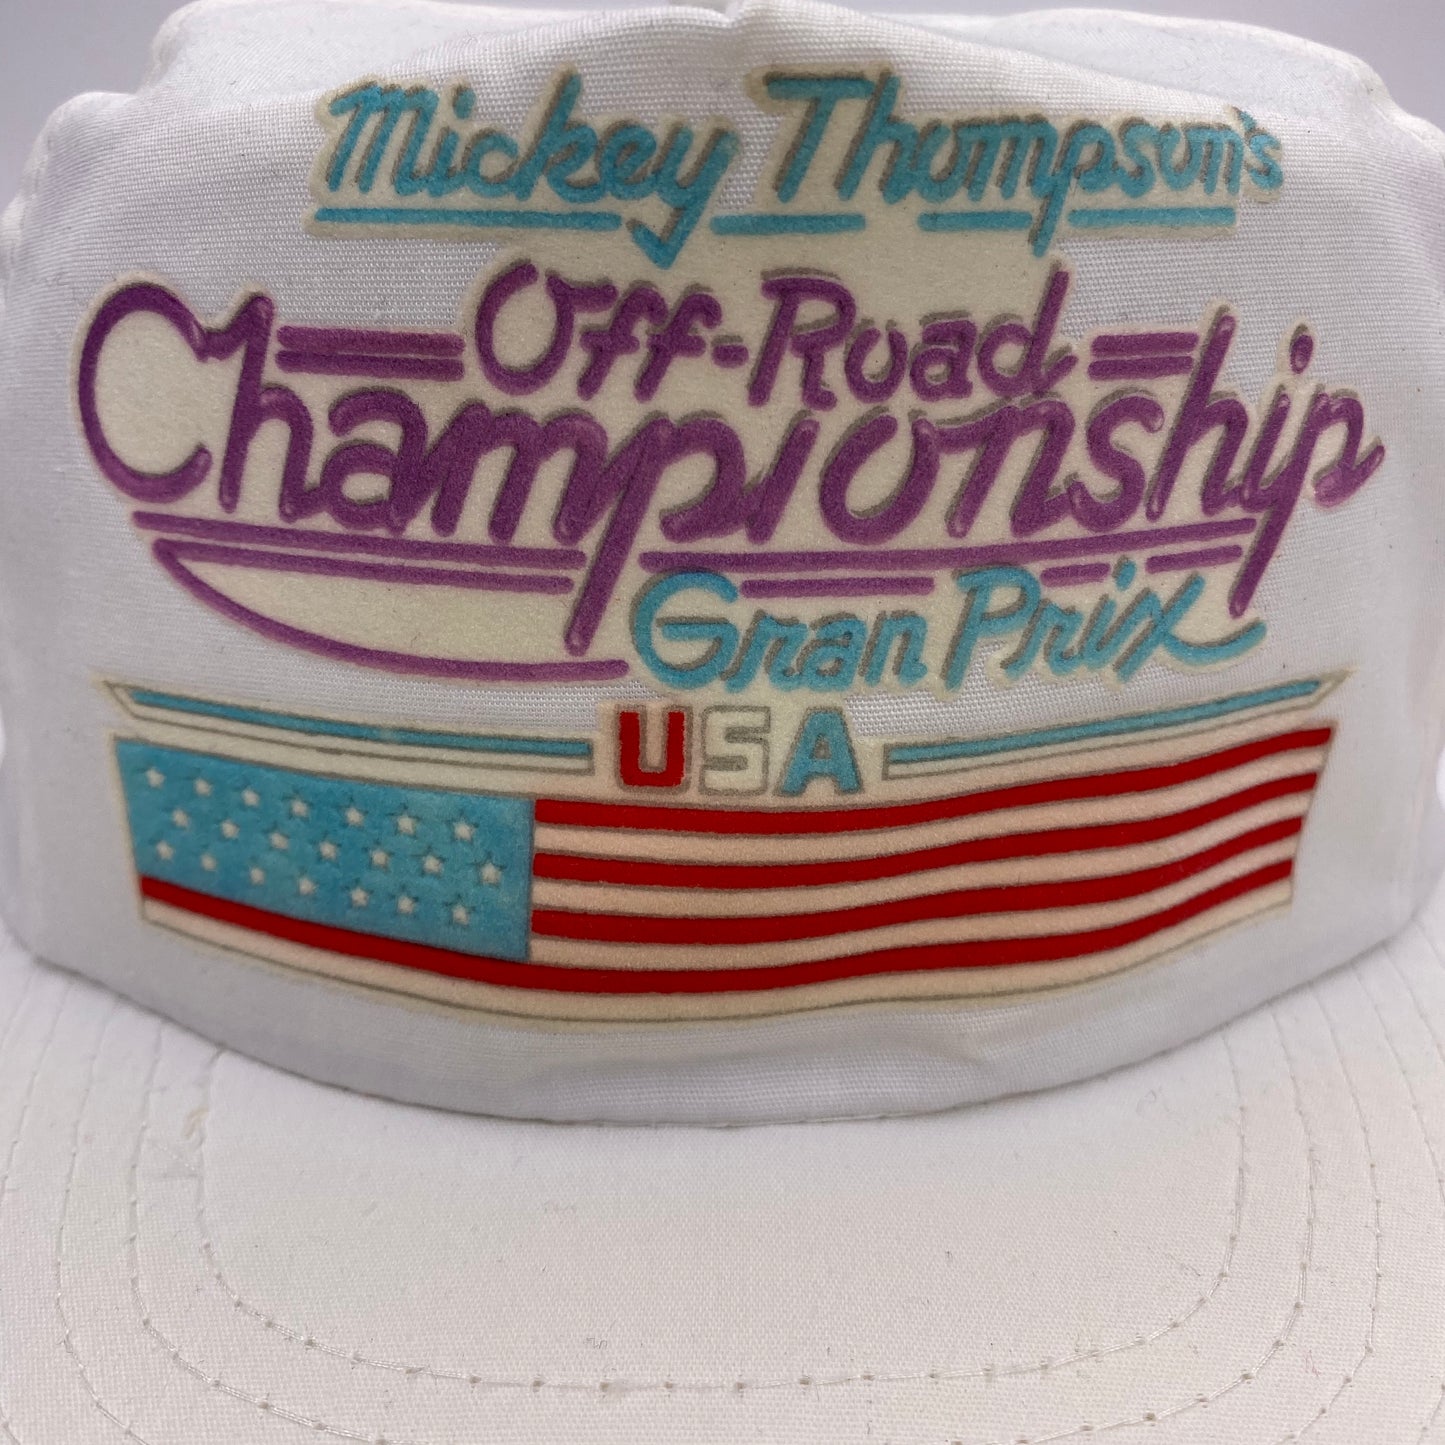 Mickey Thompson's
Off-Road
Championship
Gran Prix
USA